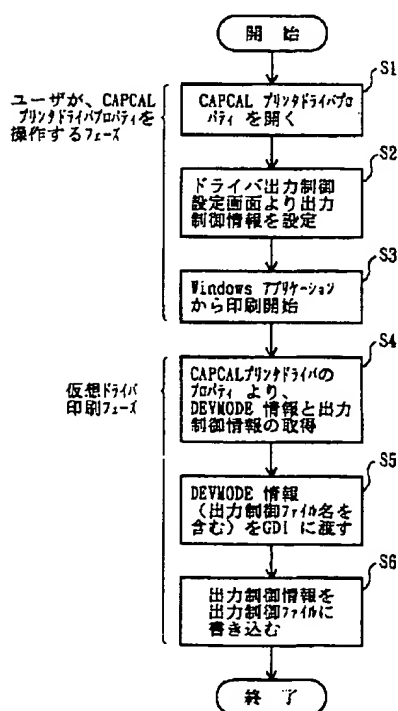 開 始
S1
ユーザが、CAPCAL
プリンタドライバプロパティを
操作するフェーズ
CAPCAL プリンタドライバプロ
パティ を開く
S2
ドライバ出力制御
設定画面より出力
制御情報を設定
S3
Windows アプリケーション
から印刷開始
S4
仮想ドライバ
印刷フェーズ
CAPCALプリンタドライバの
プロパティ より、
DEVMODE 情報と出力
制御情報の取得
S5
DEVMODE 情報
(出力制御ファイル名を
含む)をGDI に渡す
S6
出力制御情報を
出力制御ファイルに
書き込む
終 了